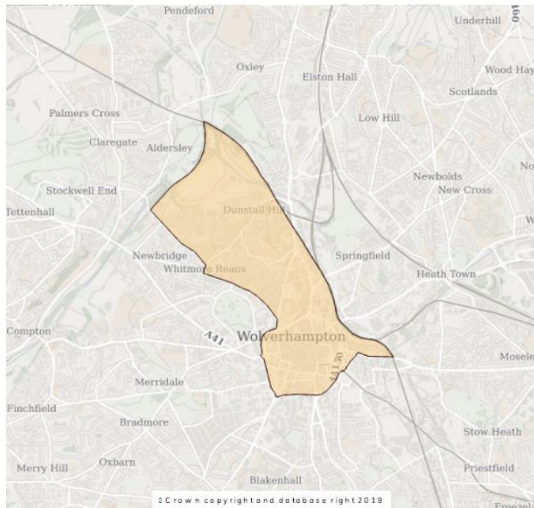 Pendeford
Underhill
Oxley
Elston Hall
Wood Hay
Scotlands
Palmers Cross
Low Hill
Claregate
Aldersley
Newbolds
New Cross
Stockwell End
Tettenhall
Dunstall Hill
Newbridge
Springfield
Whitmore Reans
Heath Town
Compton
A41
Wolverhampton
Mosele
Merridale
Finchfield
Bradmore
Stow Heath
Oxbarn
Merry Hill
Priestfield
Blakenhall
Crown copyright and database right 2019